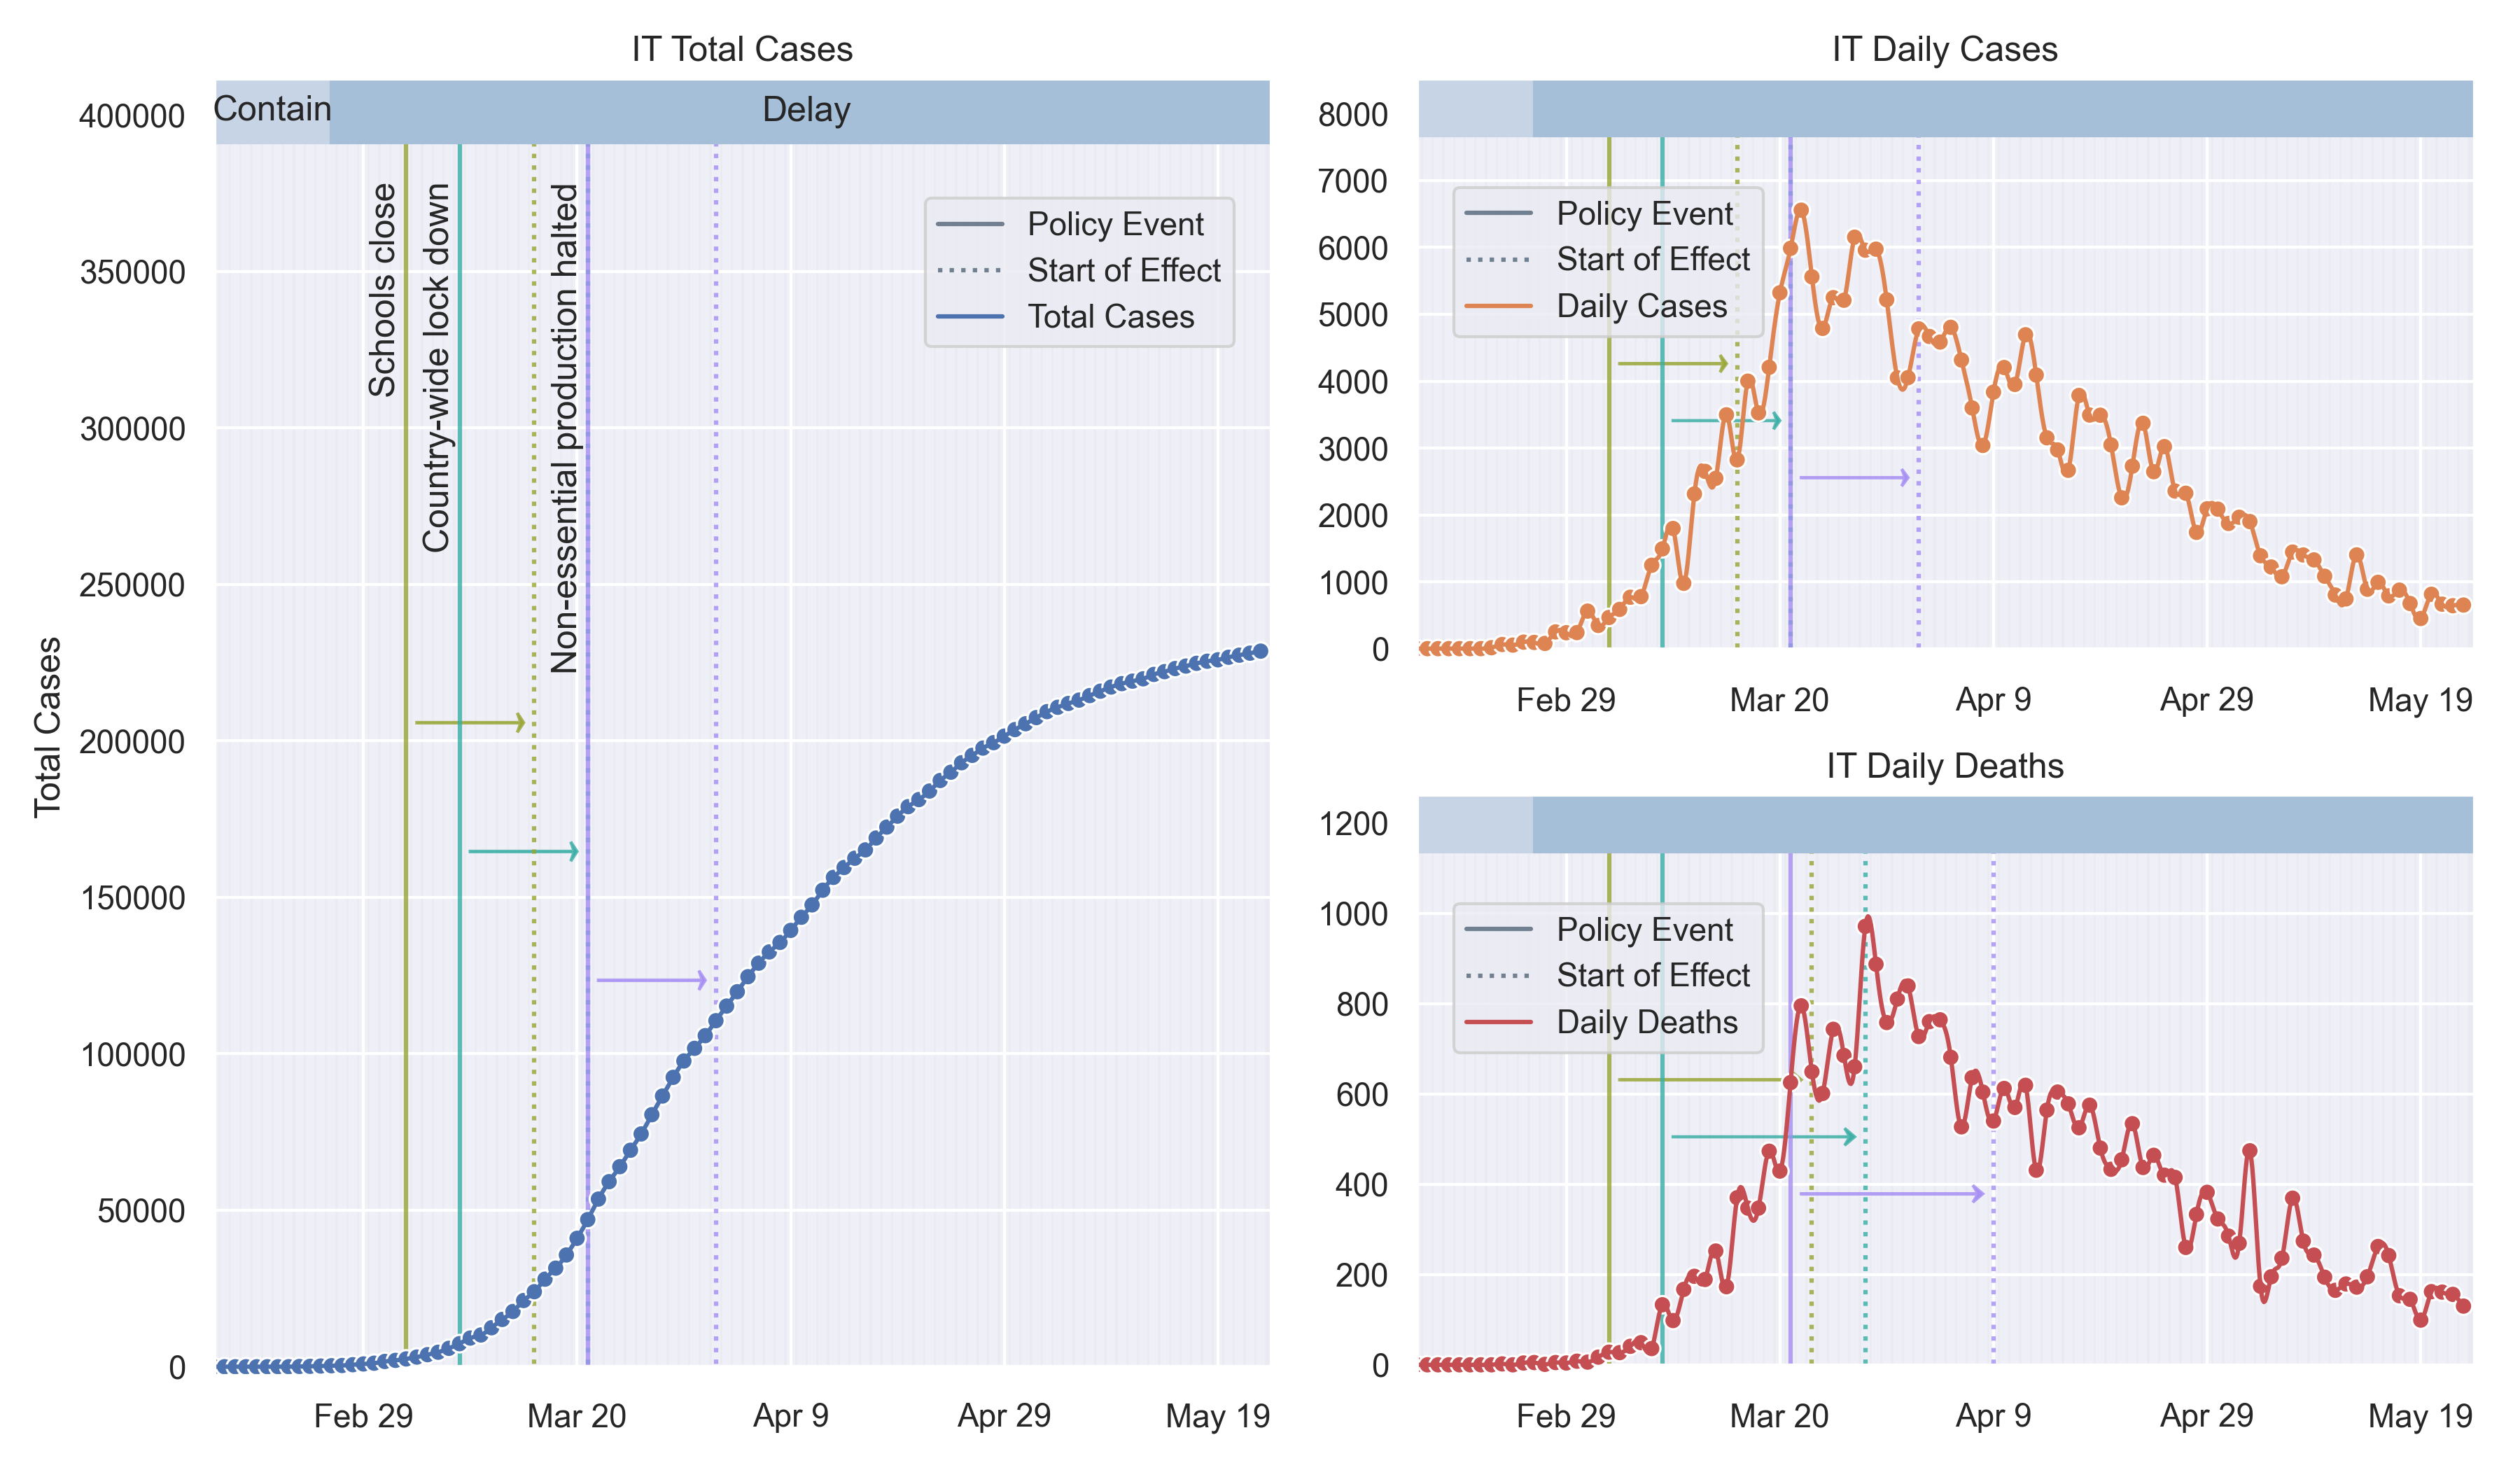 IT Total Cases
Contain
Delay
400000
350000
300000
250000
200000
150000
100000
50000
0
Total Cases
Schools close
Country-wide lock down
Non-essential production halted
Policy Event
Start of Effect
Total Cases
Feb 29
Mar 20
Apr 9
Apr 29
May 19
IT Daily Cases
8000
7000
6000
5000
4000
3000
2000
1000
0
Policy Event
Start of Effect
Daily Cases
Feb 29
Mar 20
Apr 9
Apr 29
May 19
IT Daily Deaths
1200
1000
800
600
400
200
0
Policy Event
Start of Effect
Daily Deaths
Feb 29
Mar 20
Apr 9
Apr 29
May 19